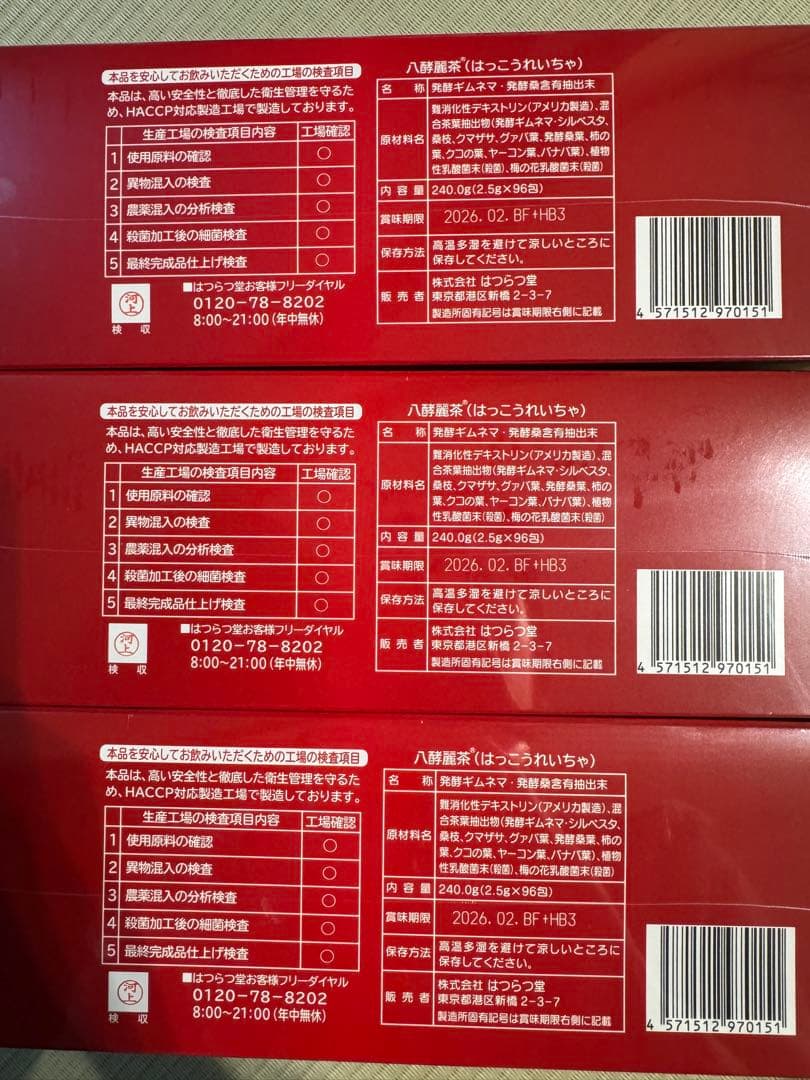 本品を安心してお飲みいただくための工場の検査項目
本品は、高い安全性と徹底した衛生管理を守るた
め、HACCP対応製造工場で製造しております。
生産工場の検査項目内容 工場確認
1 使用原料の確認 ○
2 異物混入の検査 ○
3 農薬混入の分析検査 ○
4 殺菌加工後の細菌検査 ○
5 最終完成品仕上げ検査 ○
河上
検収
■はつらつ堂お客様フリーダイヤル
0120-78-8202
8:00~21:00(年中無休)
八酵麗茶®(はっこうれいちゃ)
名称 発酵ギムネマ・発酵桑含有抽出末
原材料名 難消化性デキストリン(アメリカ製造)、混
合茶葉抽出物(発酵ギムネマ・シルベスタ、
桑枝、クマザサ、グァバ葉、発酵桑葉、柿の
葉、クコの葉、ヤーコン葉、バナバ葉)、植物
性乳酸菌末(殺菌)、梅の花乳酸菌末(殺菌)
内容量 240.0g(2.5g×96包)
賞味期限 2026.02.BF+HB3
保存方法 高温多湿を避けて涼しいところに
保存してください。
販売者 株式会社 はつらつ堂
東京都港区新橋2-3-7
製造所固有記号は賞味期限右側に記載
4 571512 970151
本品を安心してお飲みいただくための工場の検査項目
本品は、高い安全性と徹底した衛生管理を守るた
め、HACCP対応製造工場で製造しております。
生産工場の検査項目内容 工場確認
1 使用原料の確認 ○
2 異物混入の検査 ○
3 農薬混入の分析検査 ○
4 殺菌加工後の細菌検査 ○
5 最終完成品仕上げ検査 ○
河上
検収
■はつらつ堂お客様フリーダイヤル
0120-78-8202
8:00~21:00(年中無休)
八酵麗茶®(はっこうれいちゃ)
名称 発酵ギムネマ・発酵桑含有抽出末
原材料名 難消化性デキストリン(アメリカ製造)、混
合茶葉抽出物(発酵ギムネマ・シルベスタ、
桑枝、クマザサ、グァバ葉、発酵桑葉、柿の
葉、クコの葉、ヤーコン葉、バナバ葉)、植物
性乳酸菌末(殺菌)、梅の花乳酸菌末(殺菌)
内容量 240.0g(2.5g×96包)
賞味期限 2026.02.BF+HB3
保存方法 高温多湿を避けて涼しいところに
保存してください。
販売者 株式会社 はつらつ堂
東京都港区新橋2-3-7
製造所固有記号は賞味期限右側に記載
4 571512 970151
本品を安心してお飲みいただくための工場の検査項目
本品は、高い安全性と徹底した衛生管理を守るた
め、HACCP対応製造工場で製造しております。
生産工場の検査項目内容 工場確認
1 使用原料の確認 ○
2 異物混入の検査 ○
3 農薬混入の分析検査 ○
4 殺菌加工後の細菌検査 ○
5 最終完成品仕上げ検査 ○
河上
検収
■はつらつ堂お客様フリーダイヤル
0120-78-8202
8:00~21:00(年中無休)
八酵麗茶®(はっこうれいちゃ)
名称 発酵ギムネマ・発酵桑含有抽出末
原材料名 難消化性デキストリン(アメリカ製造)、混
合茶葉抽出物(発酵ギムネマ・シルベスタ、
桑枝、クマザサ、グァバ葉、発酵桑葉、柿の
葉、クコの葉、ヤーコン葉、バナバ葉)、植物
性乳酸菌末(殺菌)、梅の花乳酸菌末(殺菌)
内容量 240.0g(2.5g×96包)
賞味期限 2026.02.BF+HB3
保存方法 高温多湿を避けて涼しいところに
保存してください。
販売者 株式会社 はつらつ堂
東京都港区新橋2-3-7
製造所固有記号は賞味期限右側に記載
4 571512 970151